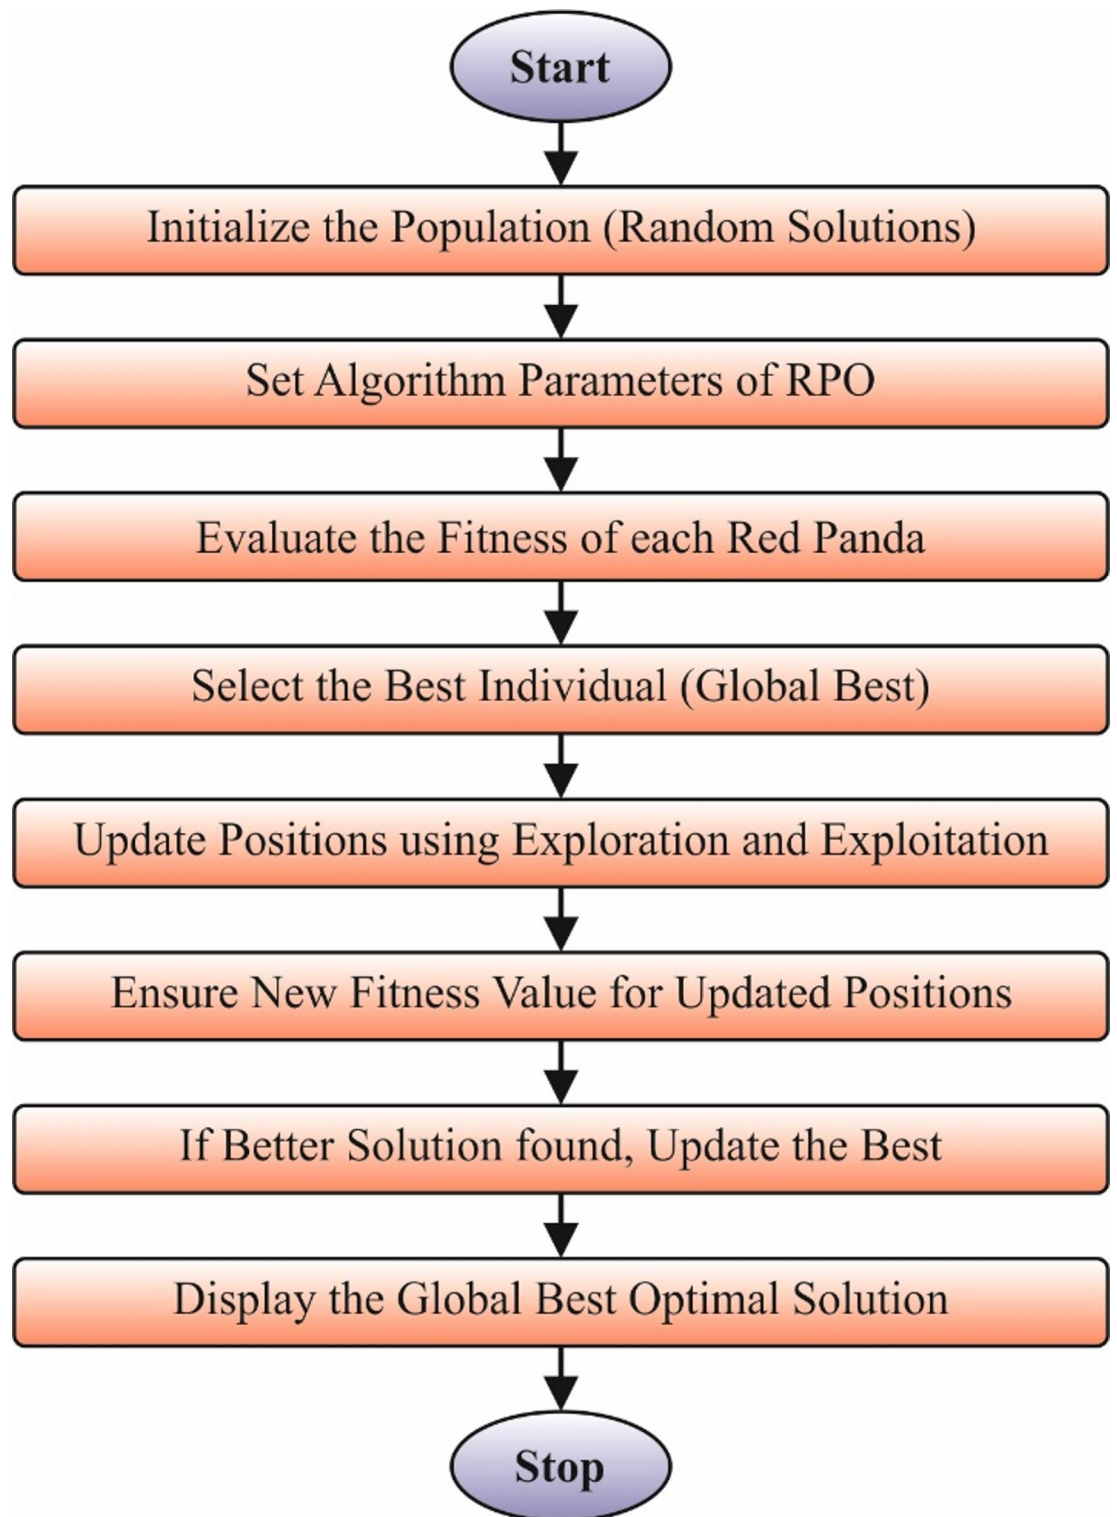 Start
Initialize the Population (Random Solutions)
Set Algorithm Parameters of RPO
Evaluate the Fitness of each Red Panda
Select the Best Individual (Global Best)
Update Positions using Exploration and Exploitation
Ensure New Fitness Value for Updated Positions
If Better Solution found, Update the Best
Display the Global Best Optimal Solution
Stop